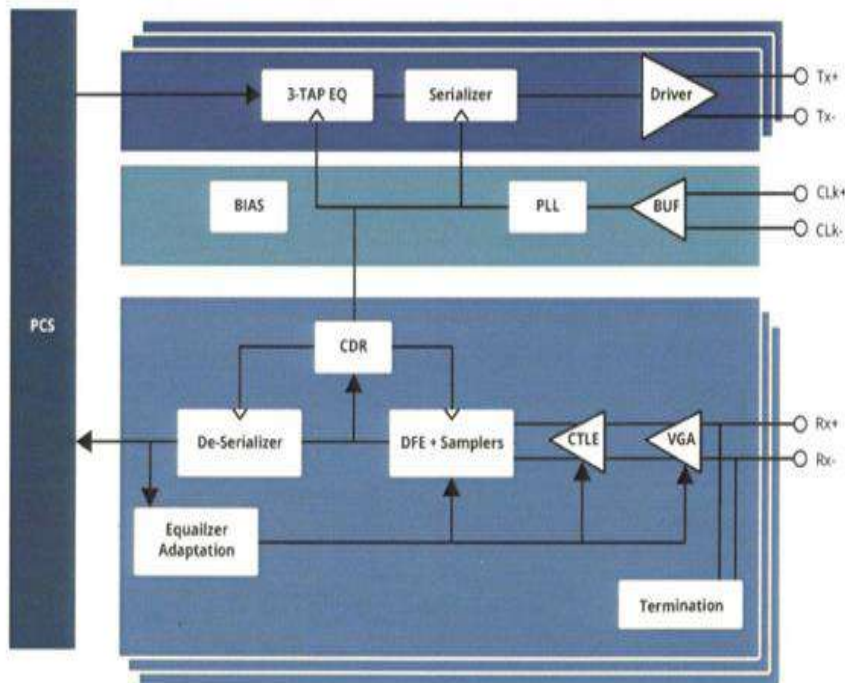 3-TAP EQ
Serializer
Driver
Tx+
Tx-
BIAS
PLL
BUF
CLk+
CLk-
PCS
CDR
De-Serializer
DFE + Samplers
CTLE
VGA
Rx+
Rx-
Equailzer
Adaptation
Termination